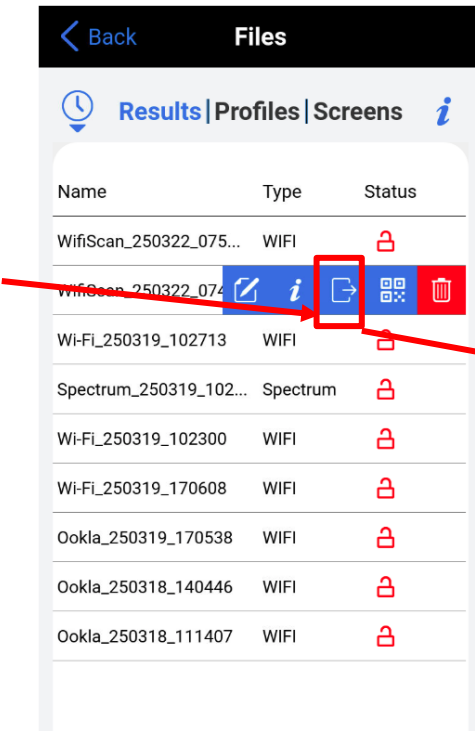 Back Files
Results|Profiles|Screens i
Name Type Status
WifiScan_250322_075... WIFI
WifiScan_250322_074 i
Wi-Fi_250319_102713 WIFI
Spectrum_250319_102... Spectrum
Wi-Fi_250319_102300 WIFI
Wi-Fi_250319_170608 WIFI
Ookla_250319_170538 WIFI
Ookla_250318_140446 WIFI
Ookla_250318_111407 WIFI